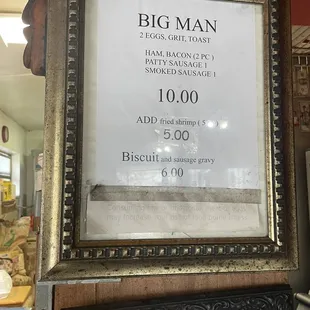 BIG MAN
2 EGGS, GRIT, TOAST
HAM, BACON (2 PC)
PATTY SAUSAGE 1
SMOKED SAUSAGE 1
10.00
ADD fried shrimp (
5.00
Biscuit and sausage gravy
6.00